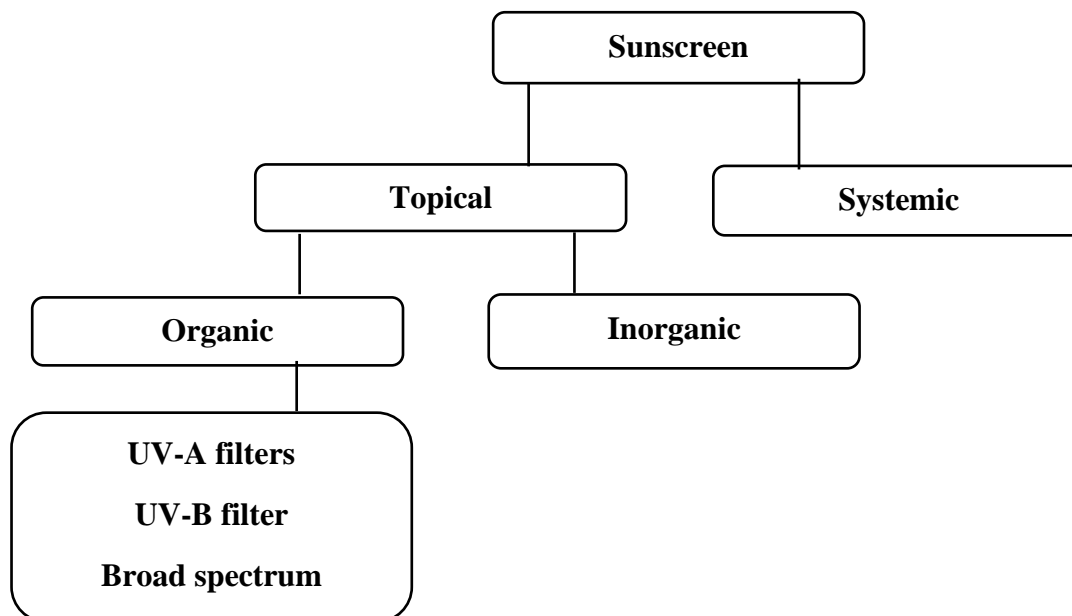 Sunscreen
Topical
Systemic
Organic
Inorganic
UV-A filters
UV-B filter
Broad spectrum